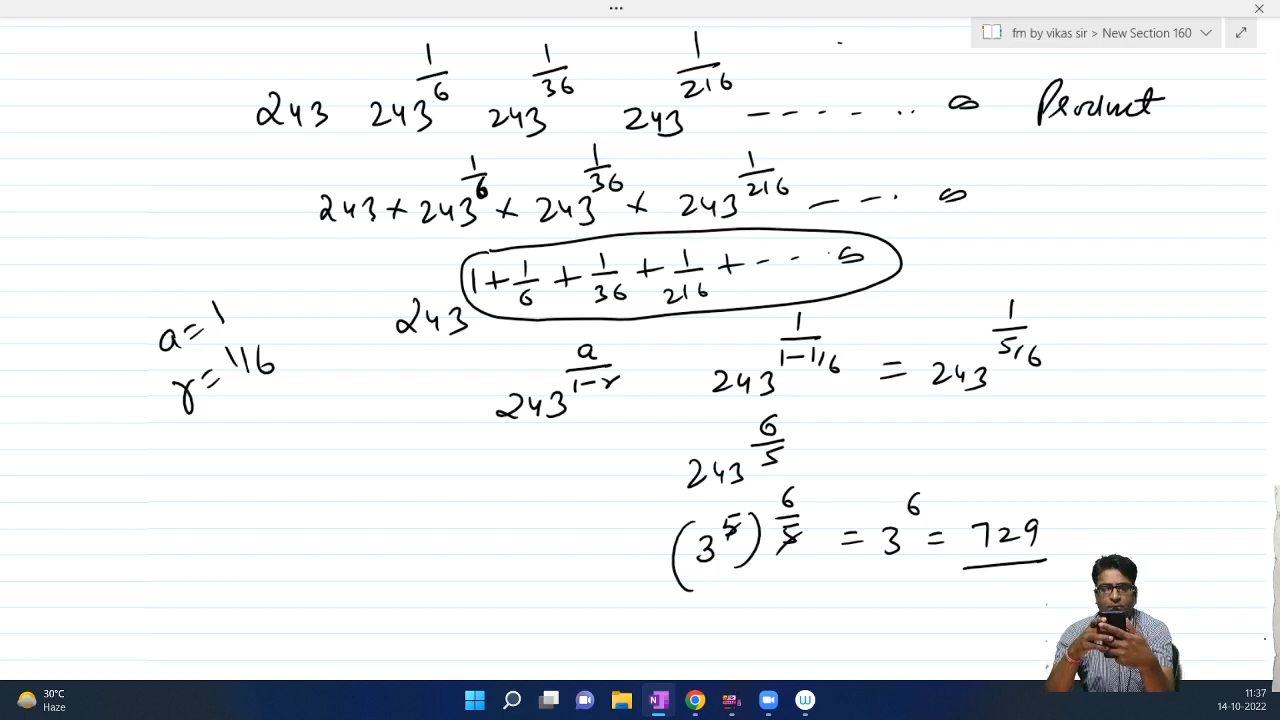 ...
fm by vikas sir > New Section 160
243 243^1/6 243^1/36 243^1/216 ------.. ∞ Product
243 × 243^1/6 × 243^1/36 × 243^1/216 ---. ∞
243^1+1/6+1/36+1/216+--.∞
a=1
r=1/6
243^a/1-r 243^1/1-1/6 = 243^1/5/6
243^6/5
(3^5)^6/5 = 3^6 = 729
30°C
Haze
11:37
14-10-2022